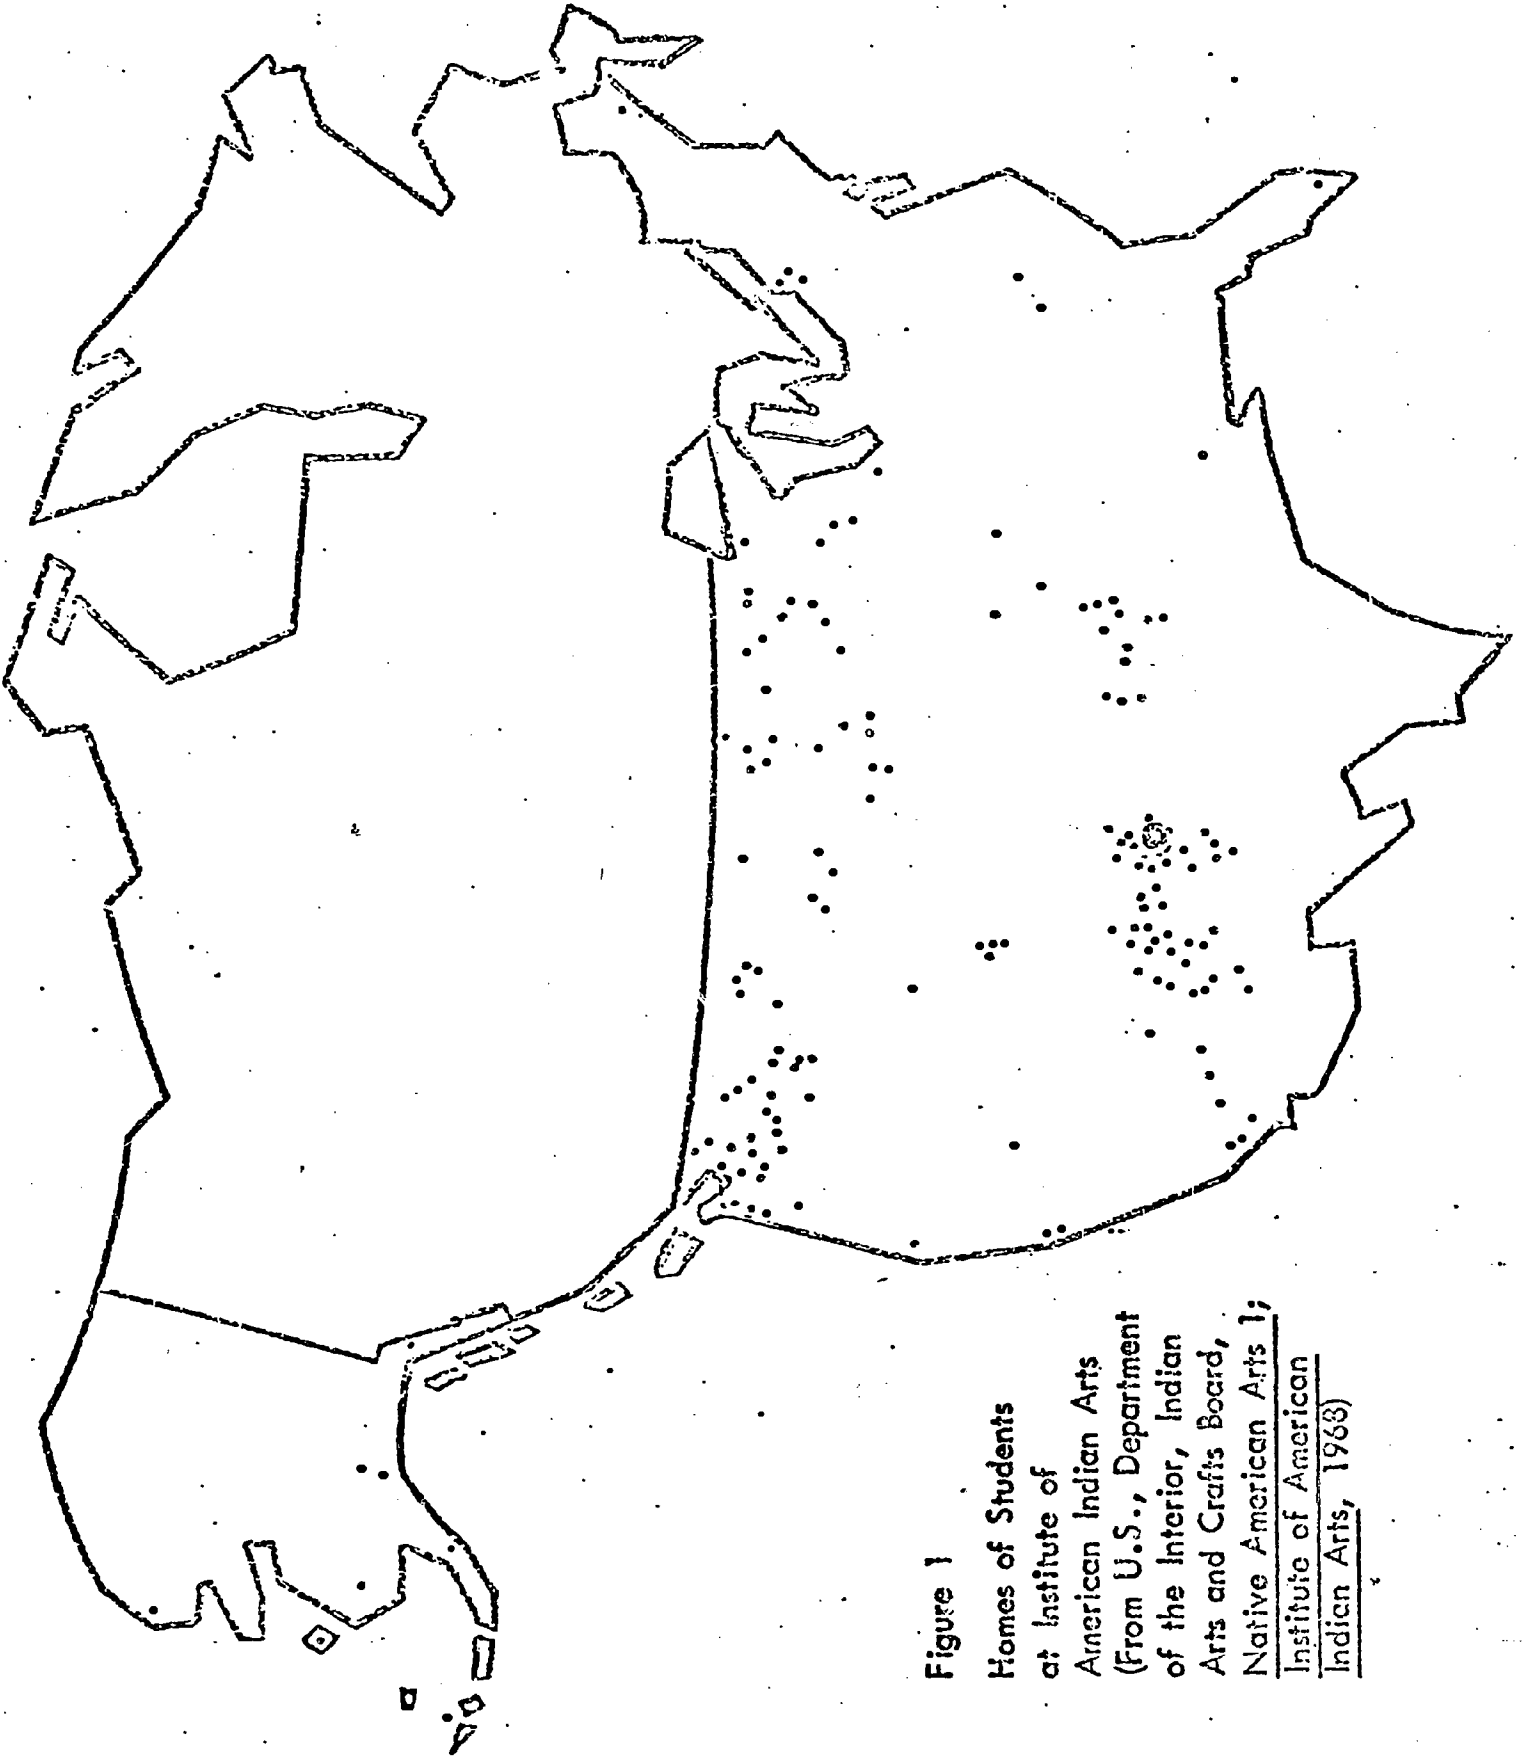 Figure 1
Homes of Students
at Institute of
American Indian Arts
(From U.S., Department
of the Interior, Indian
Arts and Crafts Board,
Native American Arts 1;
Institute of American
Indian Arts, 1968)